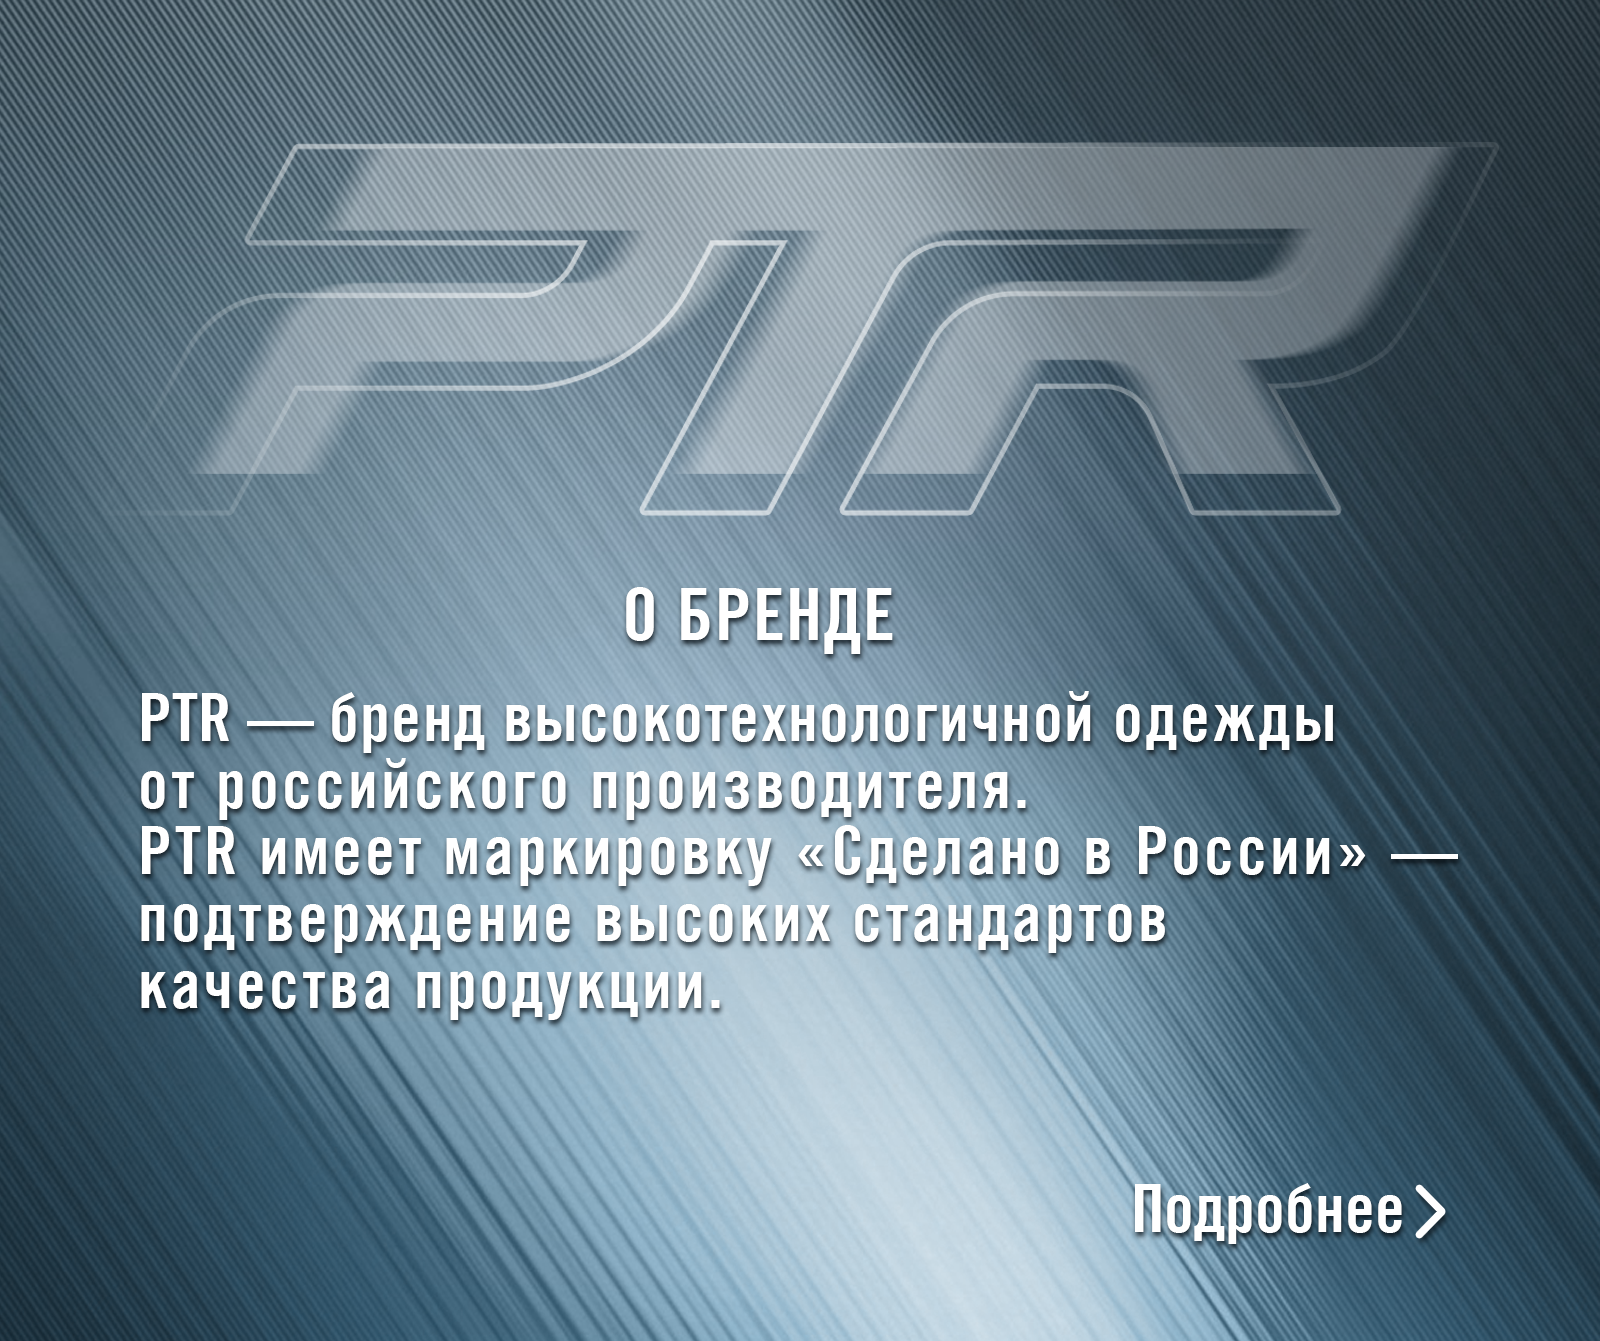 PTR
О БРЕНДЕ
PTR — бренд высокотехнологичной одежды
от российского производителя.
PTR имеет маркировку «Сделано в России» —
подтверждение высоких стандартов
качества продукции.
Подробнее